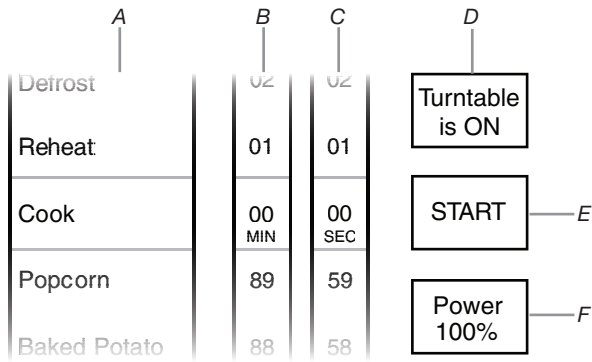 A B C D
Defrost 02 02
Turntable
is ON
Reheat 01 01
Cook 00 00
MIN SEC
START E
Popcorn 89 59
Power
100% F
Baked Potato 88 58